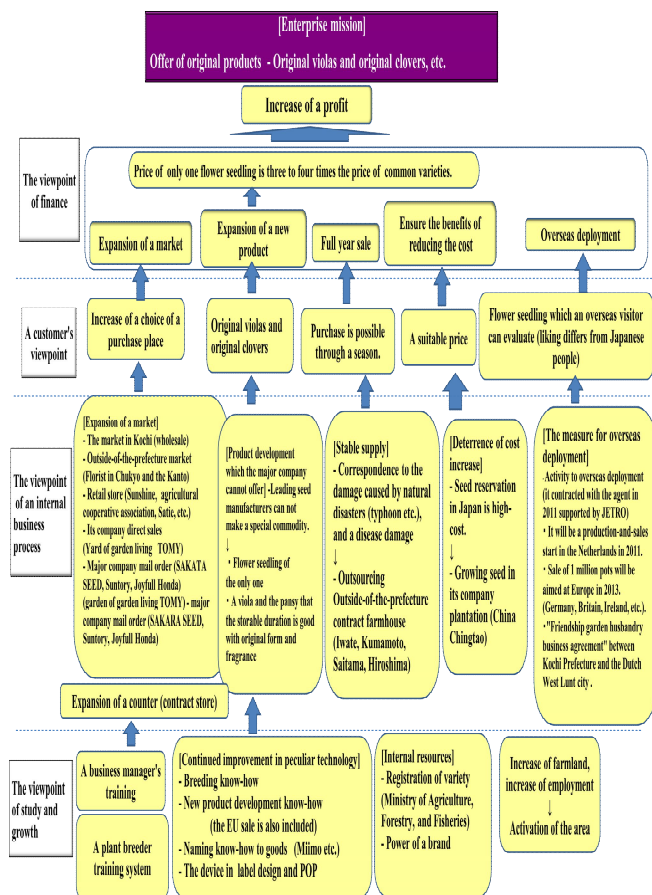 [Enterprise mission]
Offer of original products - Original violas and original clovers, etc.
Increase of a profit
The viewpoint
of finance
Price of only one flower seedling is three to four times the price of common varieties.
Expansion of a market
Expansion of a new
product
Full year sale
Ensure the benefits of
reducing the cost
Overseas deployment
A customer's
viewpoint
Increase of a choice of a
purchase place
Original violas and
original clovers
Purchase is possible
through a season.
A suitable price
Flower seedling which an overseas visitor
can evaluate (liking differs from Japanese
people)
The viewpoint
of an internal
business
process
[Expansion of a market]
- The market in Kochi (wholesale)
- Outside-of-the-prefecture market
(Florist in Chukyo and the Kanto)
- Retail store (Sunshine, agricultural
cooperative association, Satic, etc.)
- Its company direct sales
(Yard of garden living TOMY)
- Major company mail order (SAKATA
SEED, Suntory, Joyfull Honda)
(garden of garden living TOMY) - major
company mail order (SAKARA SEED,
Suntory, Joyfull Honda)
[Product development
which the major company
cannot offer] -Leading seed
manufacturers can not
make a special commodity.
↓
・Flower seedling of
the only one
・A viola and the pansy that
the storable duration is good
with original form and
fragrance
[Stable supply]
- Correspondence to the
damage caused by natural
disasters (typhoon etc.), and
a disease damage
↓
- Outsourcing
Outside-of-the-prefecture
contract farmhouse
(Iwate, Kumamoto,
Saitama, Hiroshima)
[Deterrence of cost
increase]
- Seed reservation
in Japan is high-
cost.
↓
- Growing seed in
its company
plantation (China
Chingtao)
[The measure for overseas
deployment]
-Activity to overseas deployment
(it contracted with the agent in
2011 supported by JETRO)
・It will be a production-and-sales
start in the Netherlands in 2011.
・Sale of 1 million pots will be
aimed at Europe in 2013.
(Germany, Britain, Ireland, etc.).
・"Friendship garden husbandry
business agreement" between
Kochi Prefecture and the Dutch
West Lunt city .
Expansion of a counter (contract store)
The viewpoint
of study and
growth
A business manager's
training
A plant breeder
training system
[Continued improvement in peculiar technology]
- Breeding know-how
- New product development know-how
(the EU sale is also included)
- Naming know-how to goods (Miimo etc.)
- The device in label design and POP
[Internal resources]
- Registration of variety
(Ministry of Agriculture,
Forestry, and Fisheries)
- Power of a brand
Increase of farmland,
increase of employment
↓
Activation of the area